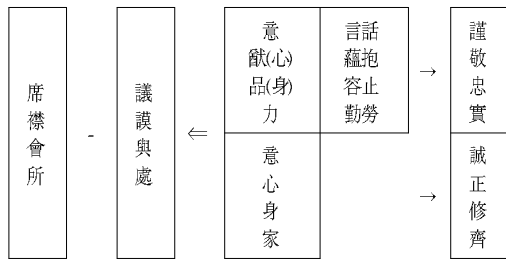 席襟會所
-
議謨與處
⇐
意
猷(心)
品(身)
力
言話
蘊抱
容止
勤勞
→
謹敬忠實
意心身家
→
誠正修齊